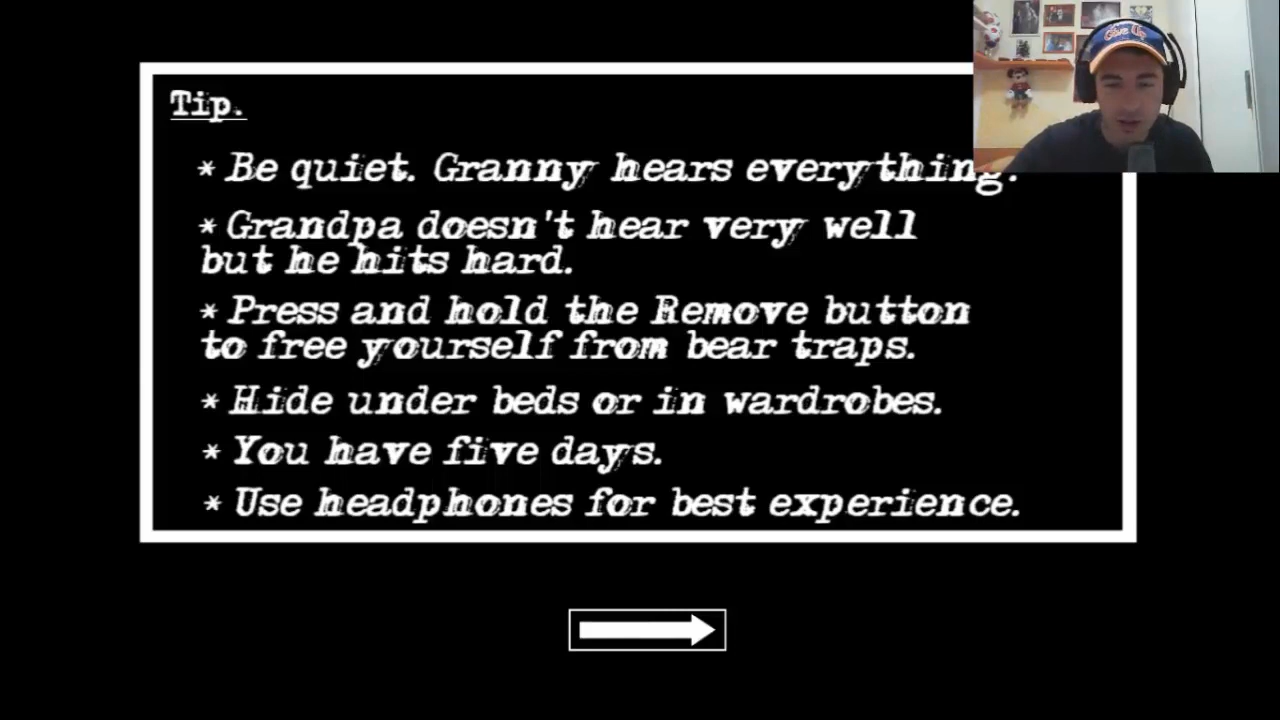 Tip.
* Be quiet. Granny hears everything.
* Grandpa doesn't hear very well
but he hits hard.
* Press and hold the Remove button
to free yourself from bear traps.
* Hide under beds or in wardrobes.
* You have five days.
* Use headphones for best experience.
Give Up